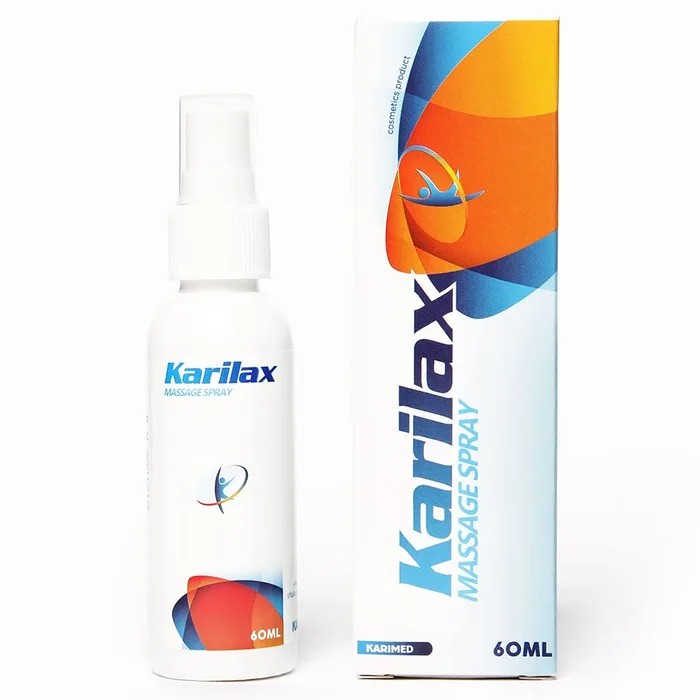 Karilax
MASSAGE SPRAY
60ML
cosmetics product
Karilax
MASSAGE SPRAY
KARIMED
60ML